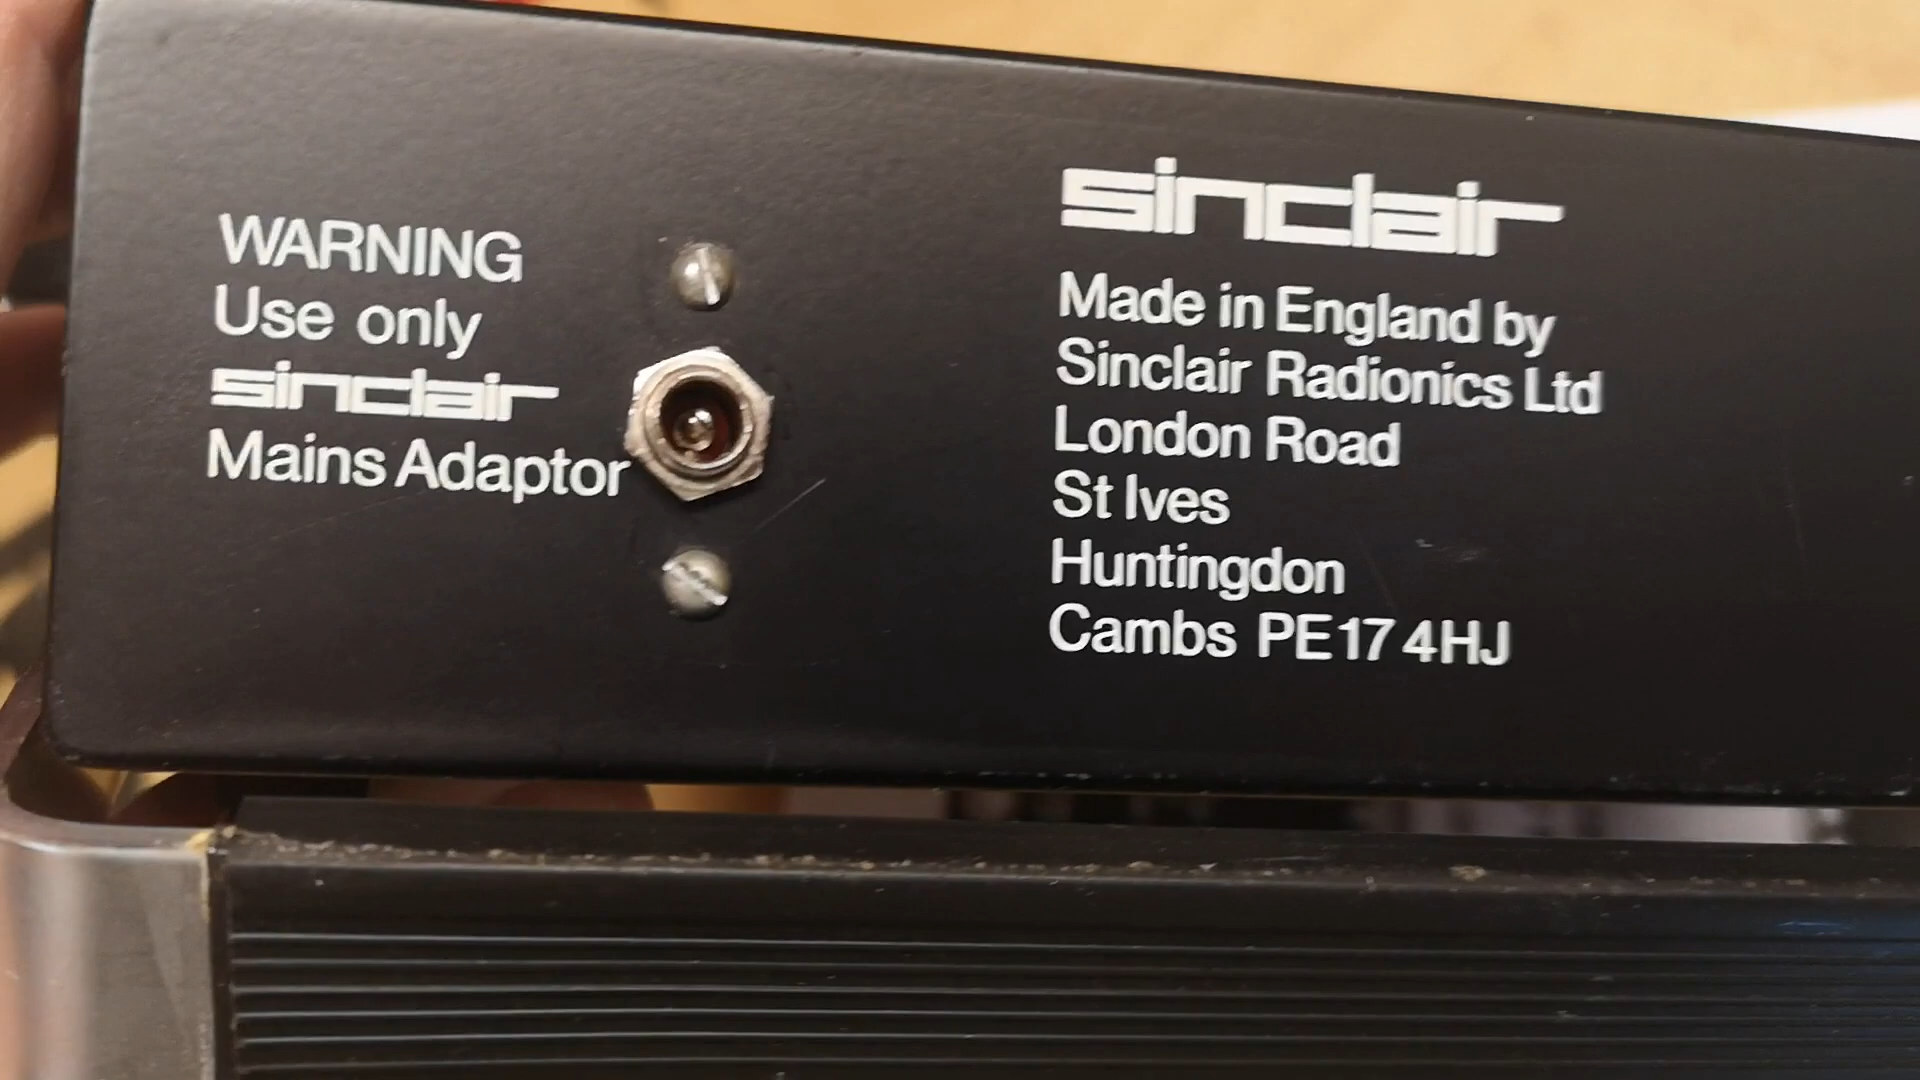 WARNING
Use only
sinclair
Mains Adaptor
sinclair
Made in England by
Sinclair Radionics Ltd
London Road
St Ives
Huntingdon
Cambs PE17 4HJ